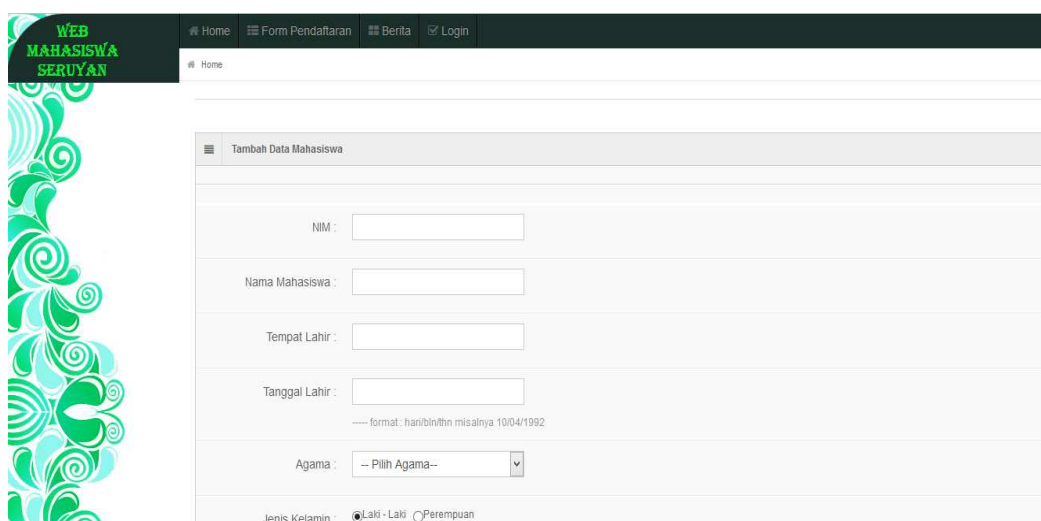 WEB
MAHASISWA
SERUYAN
Home Form Pendaftaran Berita Login
Home
Tambah Data Mahasiswa
NIM :
Nama Mahasiswa :
Tempat Lahir :
Tanggal Lahir :
----- format : hari/bln/thn misalnya 10/04/1992
Agama : -- Pilih Agama--
Jenis Kelamin : Laki - Laki Perempuan